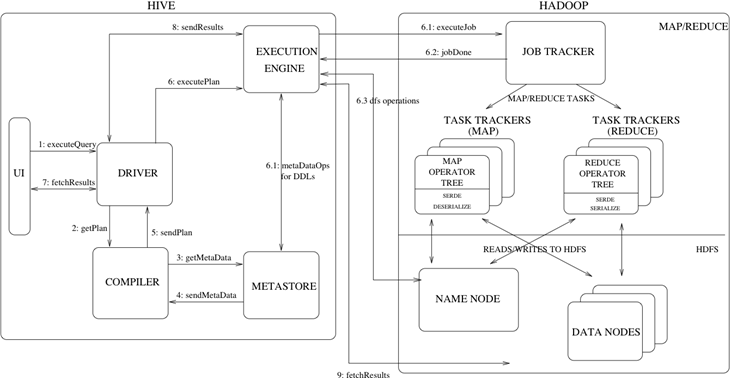 HIVE
HADOOP
8: sendResults
6.1: executeJob
MAP/REDUCE
EXECUTION
ENGINE
6.2: jobDone
JOB TRACKER
6: executePlan
6.3 dfs operations
MAP/REDUCE TASKS
TASK TRACKERS
(MAP)
TASK TRACKERS
(REDUCE)
1: executeQuery
UI
DRIVER
7: fetchResults
6.1: metaDataOps
for DDLs
MAP
OPERATOR
TREE
SERDE
DESERIALIZE
REDUCE
OPERATOR
TREE
SERDE
SERIALIZE
2: getPlan
5: sendPlan
READS/WRITES TO HDFS
HDFS
3: getMetaData
COMPILER
METASTORE
4: sendMetaData
NAME NODE
DATA NODES
9: fetchResults